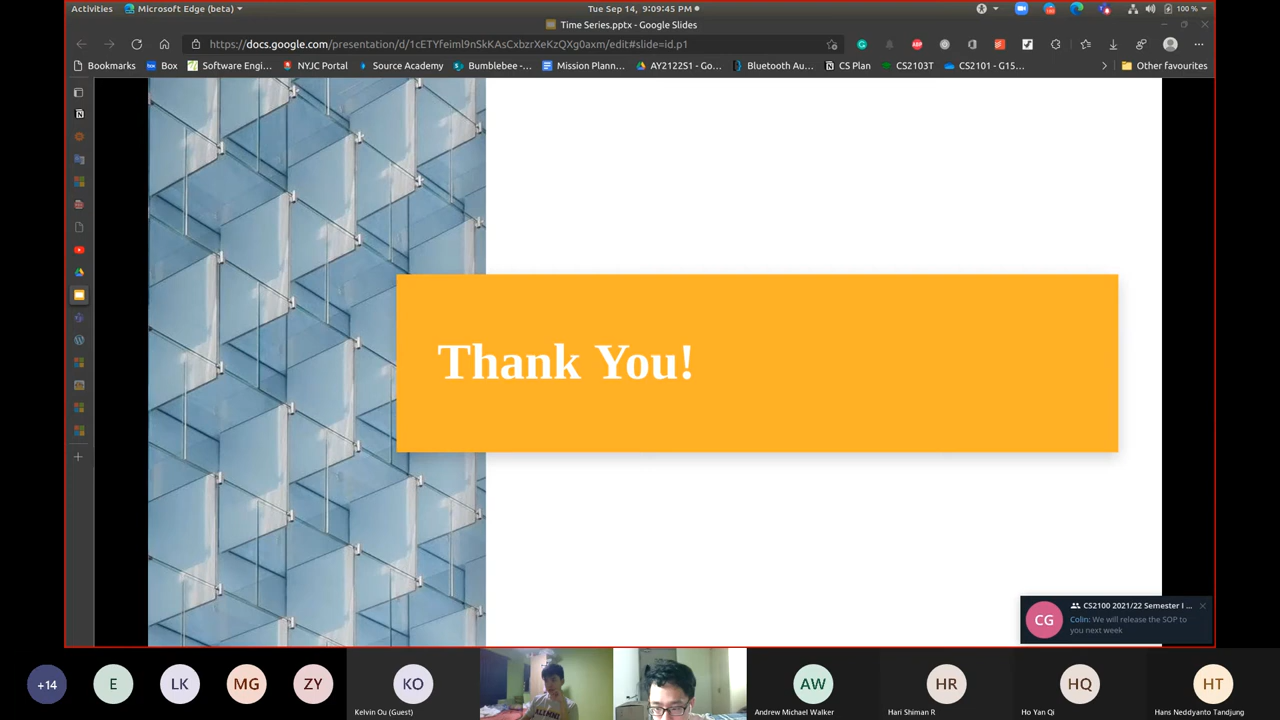 Activities
Microsoft Edge (beta)
Tue Sep 14, 9:09:45 PM
100 %
Time Series.pptx - Google Slides
https://docs.google.com/presentation/d/1cETYfeiml9nSkKAsCxbzrXeKzQXg0axm/edit#slide=id.p1
Bookmarks
Box
Software Engi...
NYJC Portal
Source Academy
Bumblebee -...
Mission Plann...
AY2122S1 - Go...
Bluetooth Au...
CS Plan
CS2103T
CS2101 - G15...
Other favourites
Thank You!
CG
CS2100 2021/22 Semester I ...
Colin: We will release the SOP to
you next week
+14
E
LK
MG
ZY
KO
Kelvin Ou (Guest)
AW
Andrew Michael Walker
HR
Hari Shiman R
HQ
Ho Yan Qi
HT
Hans Neddyanto Tandjung